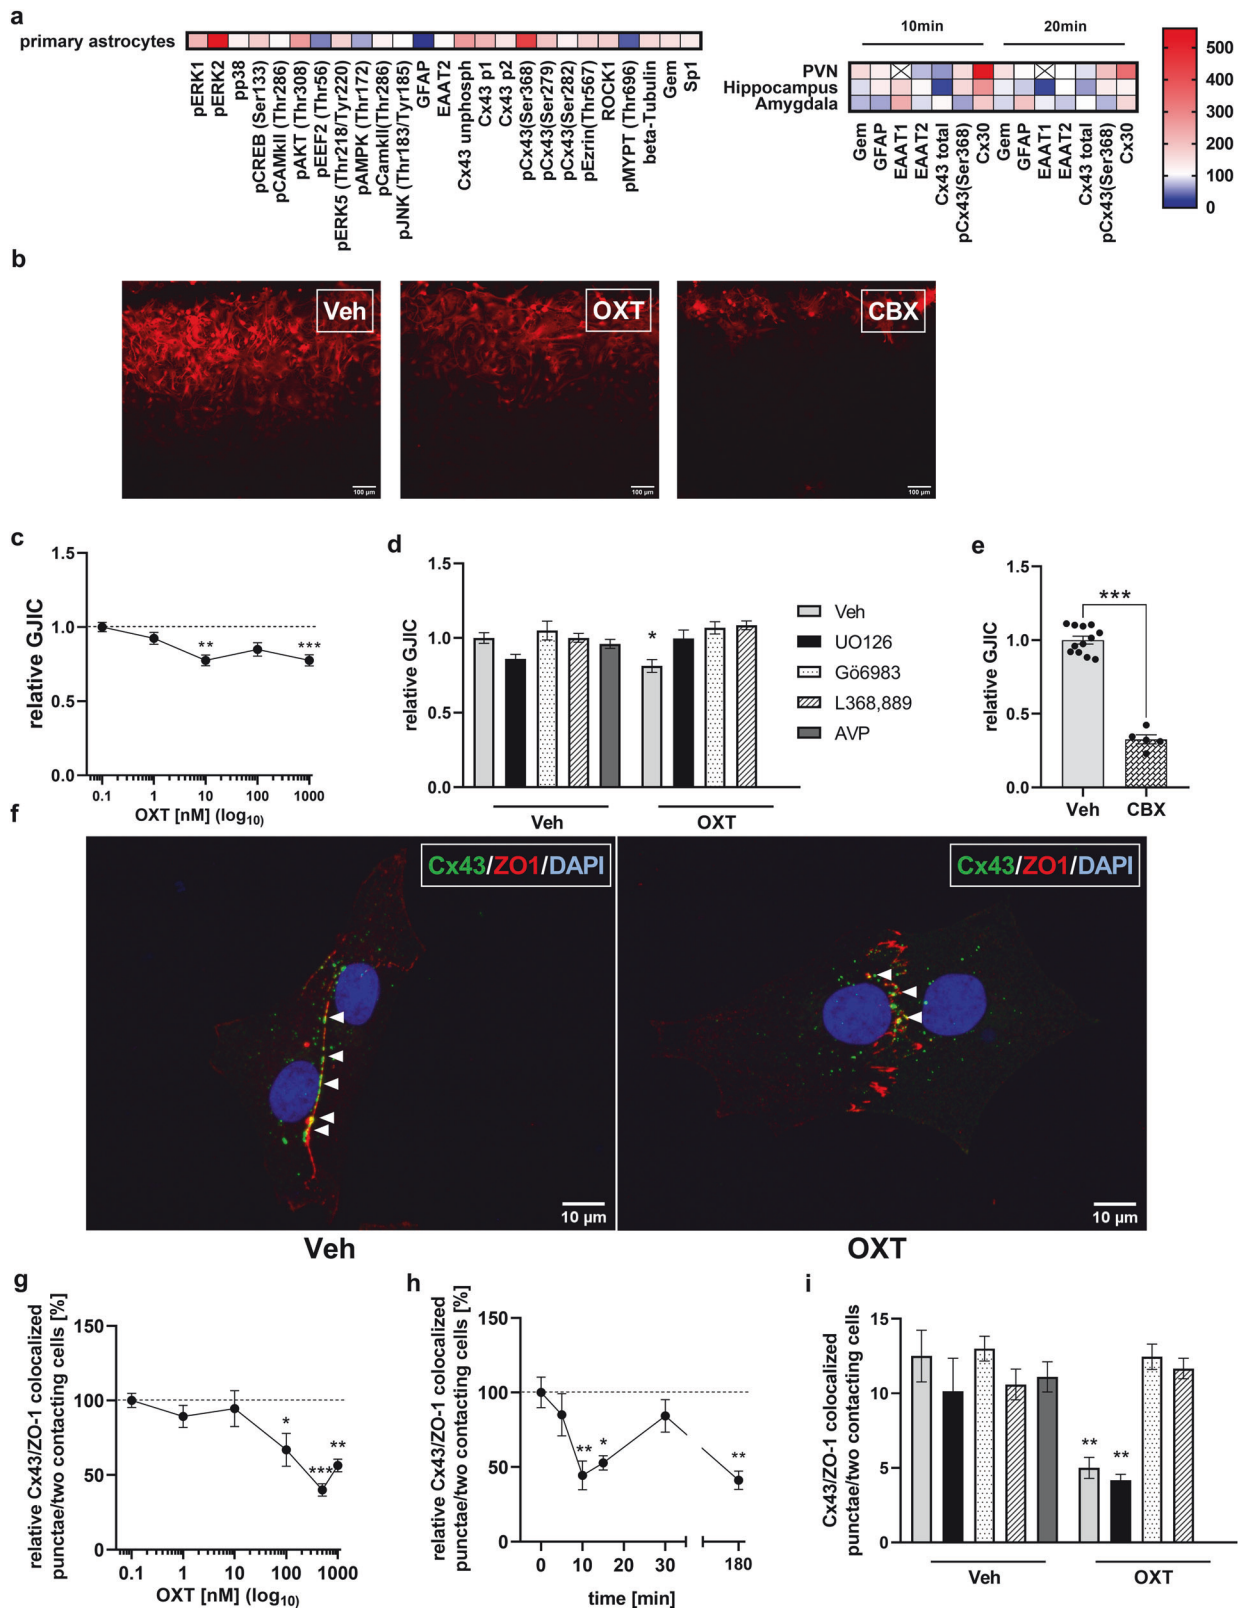 a
primary astrocytes
pERK1
pERK2
pp38
pCREB (Ser133)
pCAMkII (Thr286)
pAKT (Thr308)
pEEF2 (Thr56)
pERK5 (Thr218/Tyr220)
pAMPK (Thr172)
pCamkII(Thr286)
pJNK (Thr183/Tyr185)
GFAP
EAAT2
Cx43 unphosph
Cx43 p1
Cx43 p2
pCx43(Ser368)
pCx43(Ser279)
pCx43(Ser282)
pEzrin(Thr567)
ROCK1
pMYPT (Thr696)
beta-Tubulin
Gem
Sp1
10min 20min
PVN
Hippocampus
Amygdala
Gem
GFAP
EAAT1
EAAT2
Cx43 total
pCx43(Ser368)
Cx30
Gem
GFAP
EAAT1
EAAT2
Cx43 total
pCx43(Ser368)
Cx30
500
400
300
200
100
0
b
Veh
100 µm
OXT
100 µm
CBX
100 µm
c
relative GJIC
1.5
1.0
0.5
0.0
** ***
0.1 1 10 100 1000
OXT [nM] (log10)
d
relative GJIC
1.5
1.0
0.5
0.0
*
Veh OXT
Veh
UO126
Gö6983
L368,889
AVP
e
relative GJIC
1.5
1.0
0.5
0.0
***
Veh CBX
f
Cx43/ZO1/DAPI
10 µm
Veh
Cx43/ZO1/DAPI
10 µm
OXT
g
relative Cx43/ZO-1 colocalized
punctae/two contacting cells [%]
150
100
50
0
* *** **
0.1 1 10 100 1000
OXT [nM] (log10)
h
relative Cx43/ZO-1 colocalized
punctae/two contacting cells [%]
150
100
50
0
** * **
0 10 20 30 180
time [min]
i
Cx43/ZO-1 colocalized
punctae/two contacting cells
15
10
5
0
** **
Veh OXT